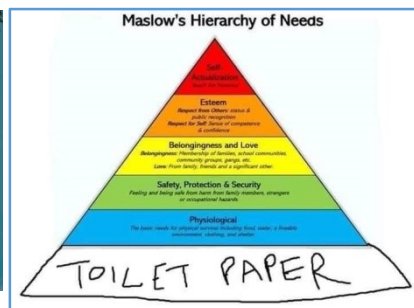 Maslow's Hierarchy of Needs
Self-
Actualization
Esteem
Respect from Others: status &
public recognition
Respect for Self: Sense of competence
& confidence
Belongingness and Love
Belongingness: Membership of families, school communities,
community groups, gangs, etc.
Love: From family, friends and a significant other.
Safety, Protection & Security
Feeling and being safe from harm from family members, strangers
or occupational hazards
Physiological
The basic needs for physical survival including food, water, a liveable
environment, clothing, and shelter
TOILET PAPER